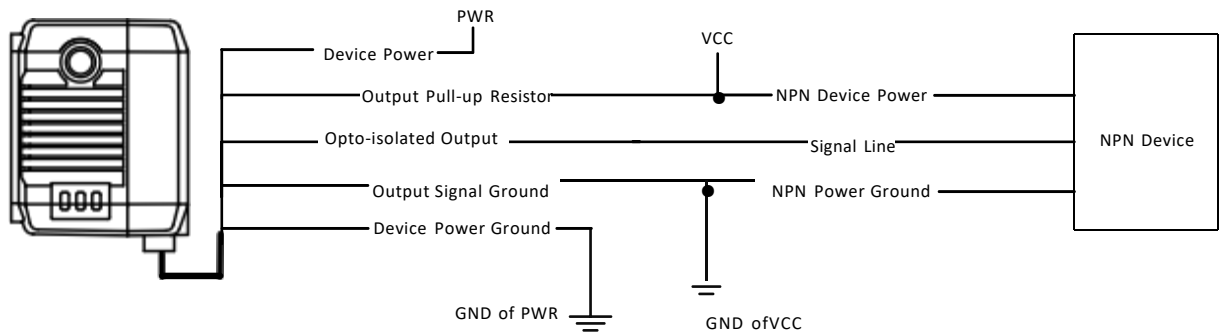 PWR
Device Power
VCC
Output Pull-up Resistor
NPN Device Power
Opto-isolated Output
Signal Line
NPN Device
Output Signal Ground
NPN Power Ground
Device Power Ground
GND of PWR
GND ofVCC